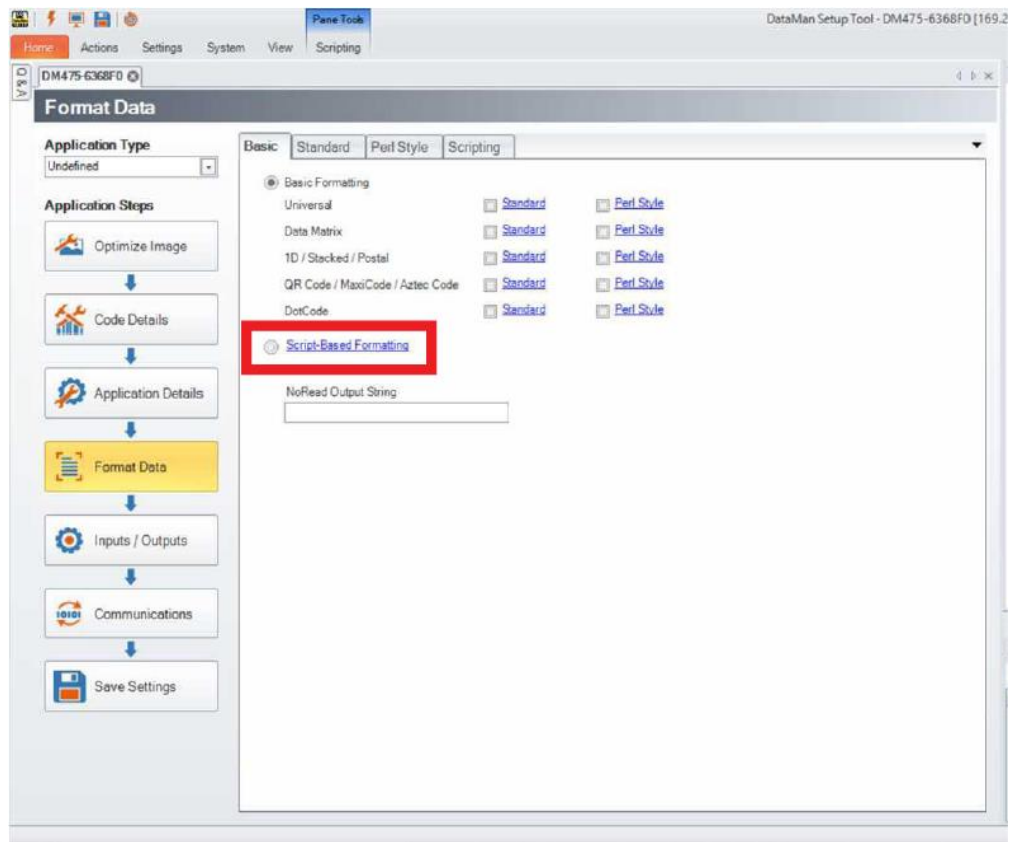 Pane Tools
DataMan Setup Tool - DM475-6368F0 [169.2
Home Actions Settings System View Scripting
Q & A
DM475-6368F0
Format Data
Application Type
Undefined
Application Steps
Optimize Image
Code Details
Application Details
Format Data
Inputs / Outputs
Communications
Save Settings
Basic Standard Perl Style Scripting
Basic Formatting
Universal Standard Perl Style
Data Matrix Standard Perl Style
1D / Stacked / Postal Standard Perl Style
QR Code / MaxiCode / Aztec Code Standard Perl Style
DotCode Standard Perl Style
Script-Based Formatting
NoRead Output String